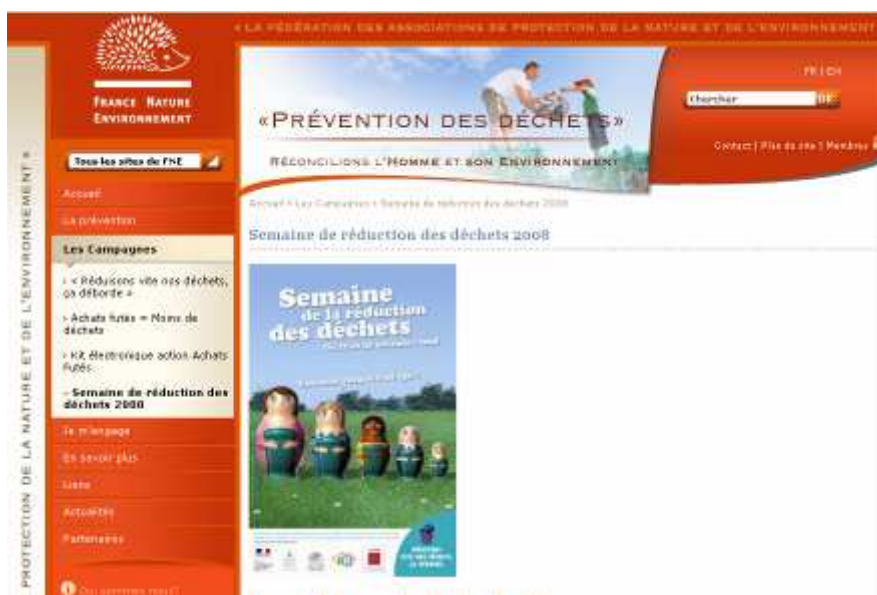 « LA FÉDÉRATION DES ASSOCIATIONS DE PROTECTION DE LA NATURE ET DE L'ENVIRONNEMENT
FRANCE NATURE
ENVIRONNEMENT
FR | EN
Chercher
OK
«PRÉVENTION DES DÉCHETS»
RÉCONCILIONS L'HOMME ET SON ENVIRONNEMENT
Contact | Plan du site | Membres
Tous les sites de FNE
Accueil
La prévention
Les Campagnes
› « Réduisons vite nos déchets,
ça déborde »
› Achats futés = Moins de
déchets
› Kit électronique action Achats
Futés
- Semaine de réduction des
déchets 2008
Je m'engage
En savoir plus
Liens
Actualités
Partenaires
Qui sommes nous?
PROTECTION DE LA NATURE ET DE L'ENVIRONNEMENT »
Accueil > Les Campagnes > Semaine de réduction des déchets 2008
Semaine de réduction des déchets 2008
Semaine
de la réduction
des déchets